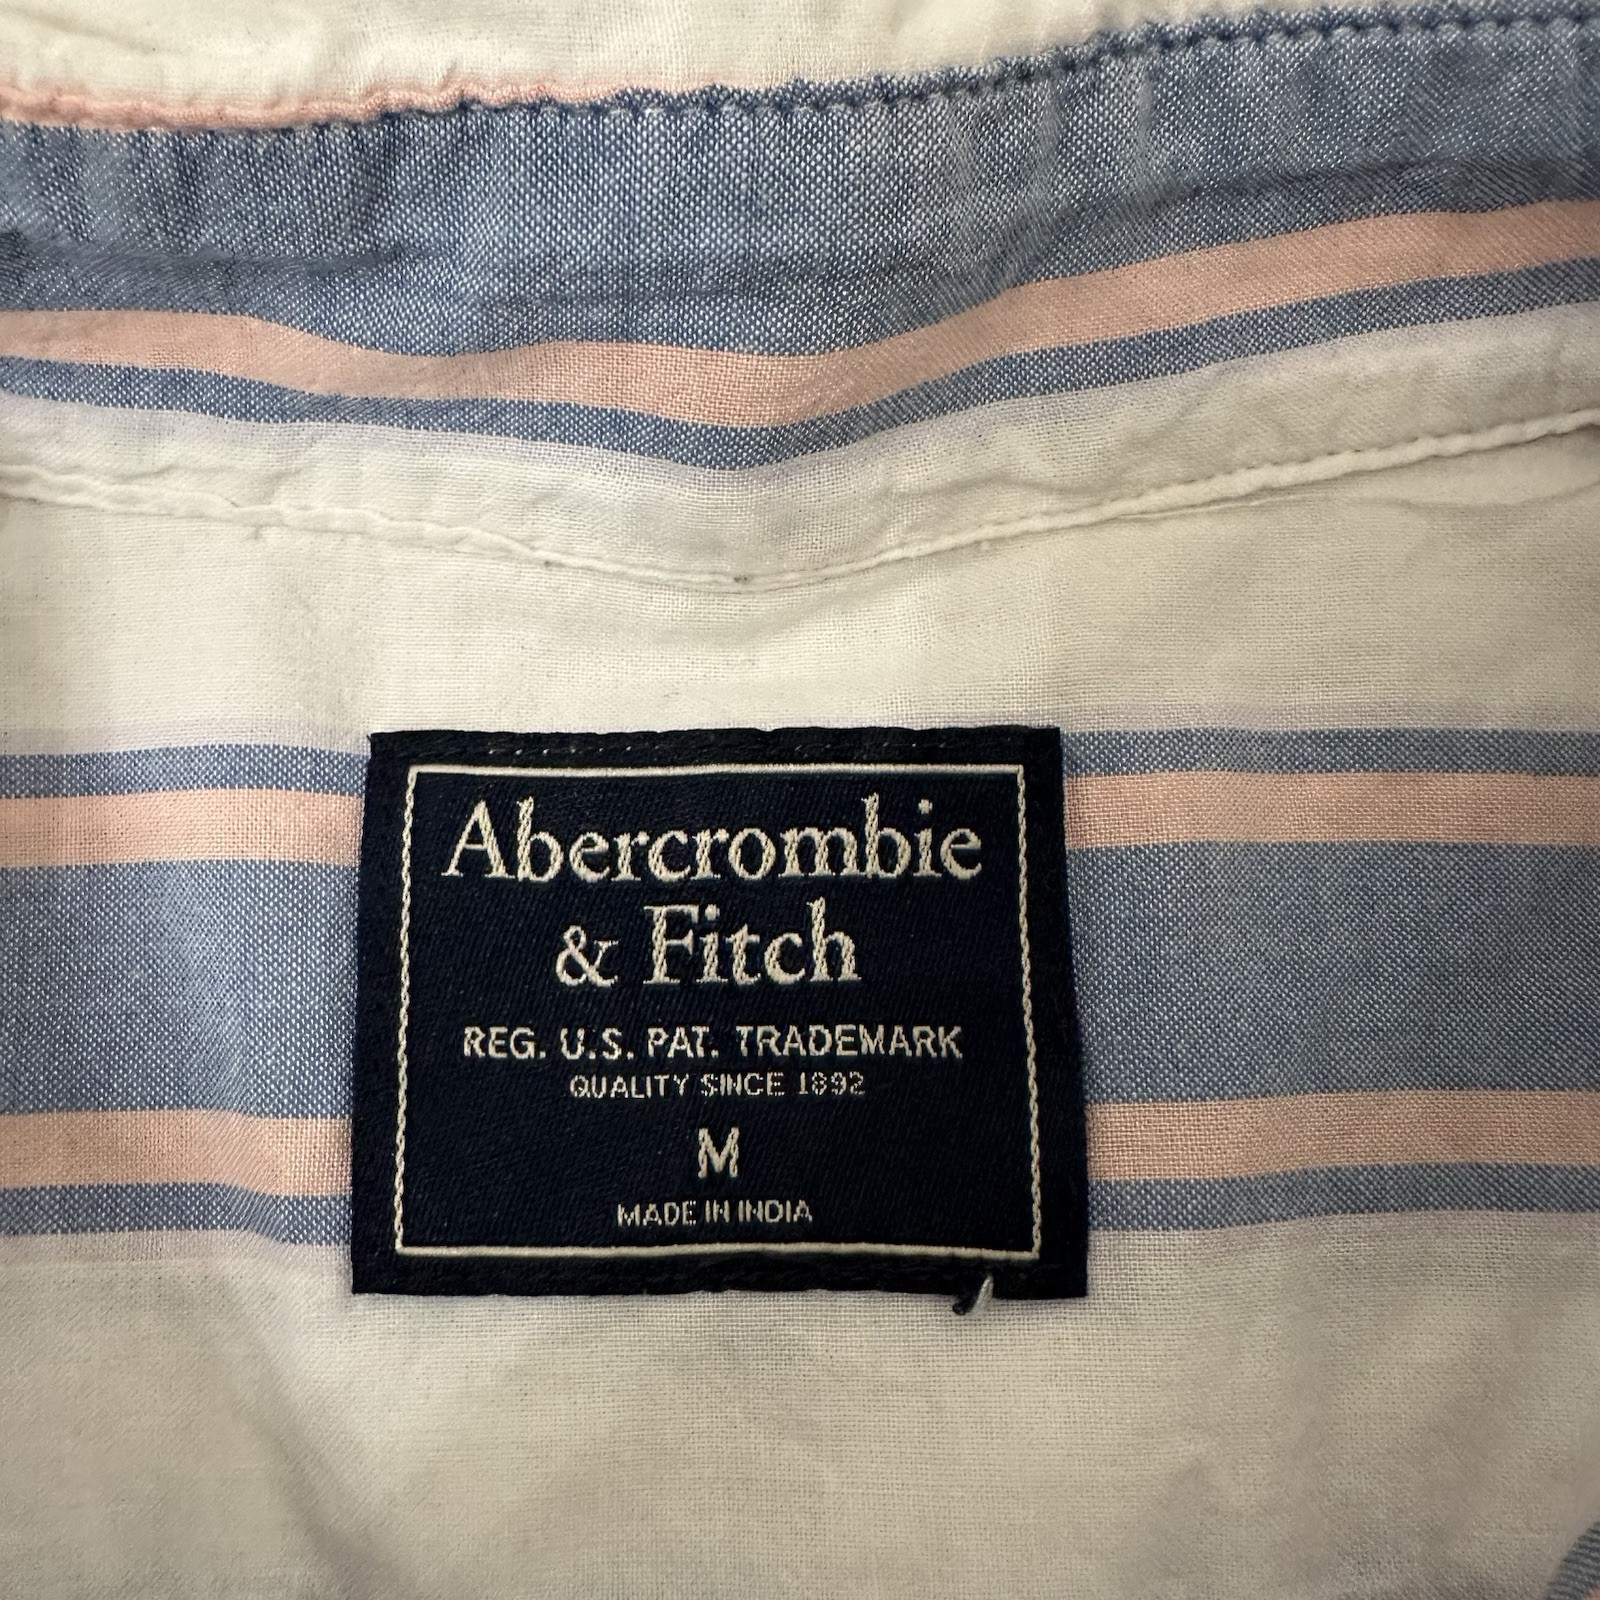 Abercrombie
& Fitch
REG. U.S. PAT. TRADEMARK
QUALITY SINCE 1892
M
MADE IN INDIA